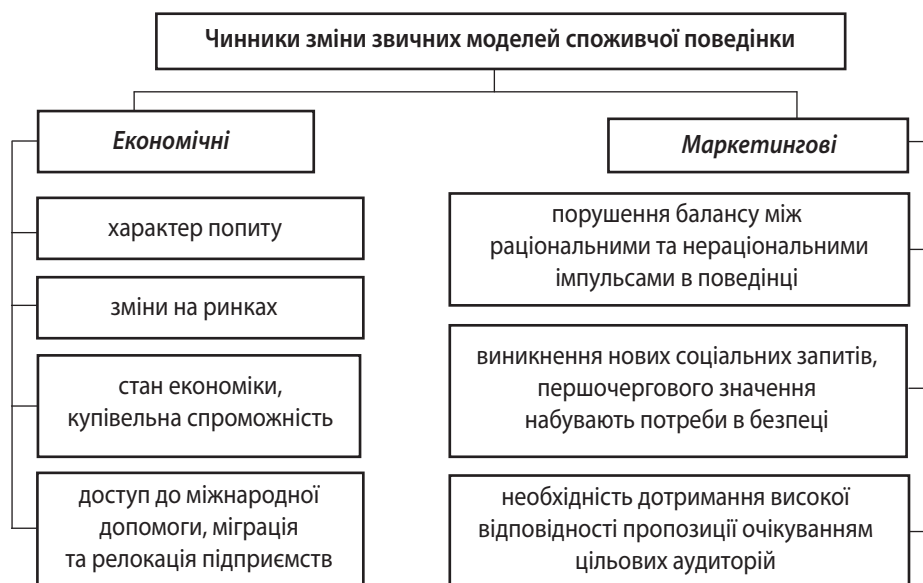 Чинники зміни звичних моделей споживчої поведінки
Економічні
характер попиту
зміни на ринках
стан економіки,
купівельна спроможність
доступ до міжнародної
допомоги, міграція
та релокація підприємств
Маркетингові
порушення балансу між
раціональними та нераціональними
імпульсами в поведінці
виникнення нових соціальних запитів,
першочергового значення
набувають потреби в безпеці
необхідність дотримання високої
відповідності пропозиції очікуванням
цільових аудиторій